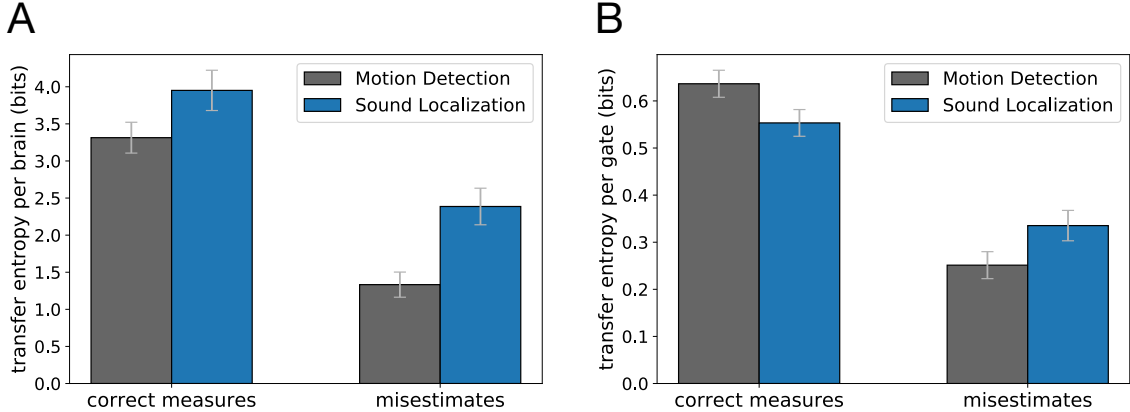 A
transfer entropy per brain (bits)
4.0
3.5
3.0
2.5
2.0
1.5
1.0
0.5
0.0
Motion Detection
Sound Localization
correct measures
misestimates
B
transfer entropy per gate (bits)
0.6
0.5
0.4
0.3
0.2
0.1
0.0
Motion Detection
Sound Localization
correct measures
misestimates